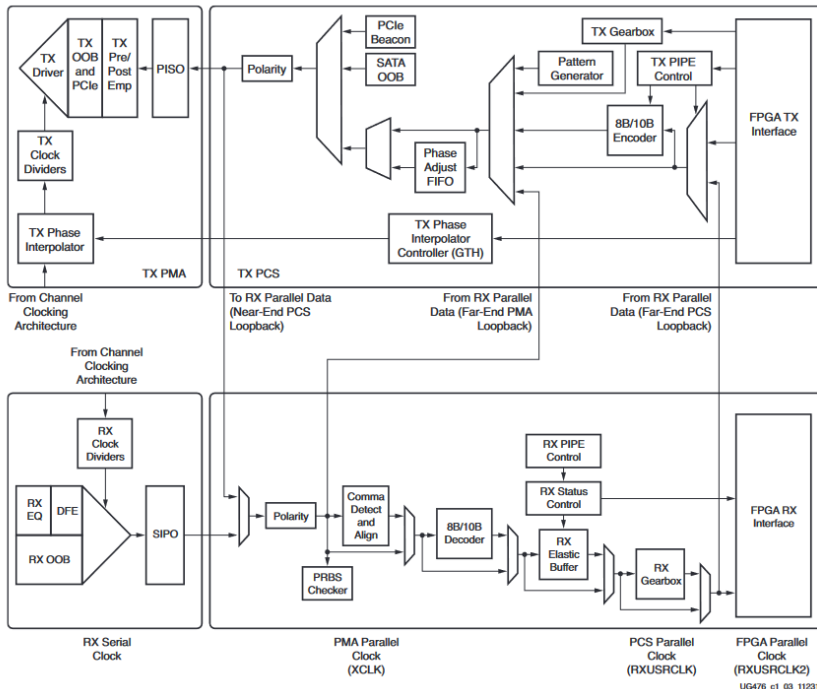 TX
Driver
TX
OOB
and
PCIe
TX
Pre/
Post
Emp
PISO
Polarity
PCIe
Beacon
SATA
OOB
Pattern
Generator
TX Gearbox
TX PIPE
Control
FPGA TX
Interface
8B/10B
Encoder
Phase
Adjust
FIFO
TX
Clock
Dividers
TX Phase
Interpolator
TX Phase
Interpolator
Controller (GTH)
TX PMA
TX PCS
From Channel
Clocking
Architecture
To RX Parallel Data
(Near-End PCS
Loopback)
From RX Parallel
Data (Far-End PMA
Loopback)
From RX Parallel
Data (Far-End PCS
Loopback)
From Channel
Clocking
Architecture
RX
Clock
Dividers
RX
EQ
DFE
RX OOB
SIPO
Polarity
PRBS
Checker
Comma
Detect
and
Align
8B/10B
Decoder
RX PIPE
Control
RX Status
Control
RX
Elastic
Buffer
RX
Gearbox
FPGA RX
Interface
RX Serial
Clock
PMA Parallel
Clock
(XCLK)
PCS Parallel
Clock
(RXUSRCLK)
FPGA Parallel
Clock
(RXUSRCLK2)
UG476_c1_03_11231